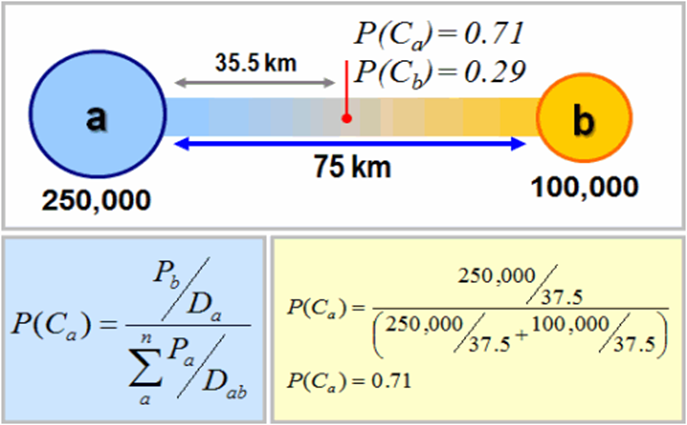 P(Ca) = 0.71
35.5 km
P(Cb) = 0.29
a
b
75 km
250,000
100,000
P(Ca) = Pb/Da / n∑a Pa/Dab
P(Ca) = 250,000/37.5 / (250,000/37.5 + 100,000/37.5)
P(Ca) = 0.71